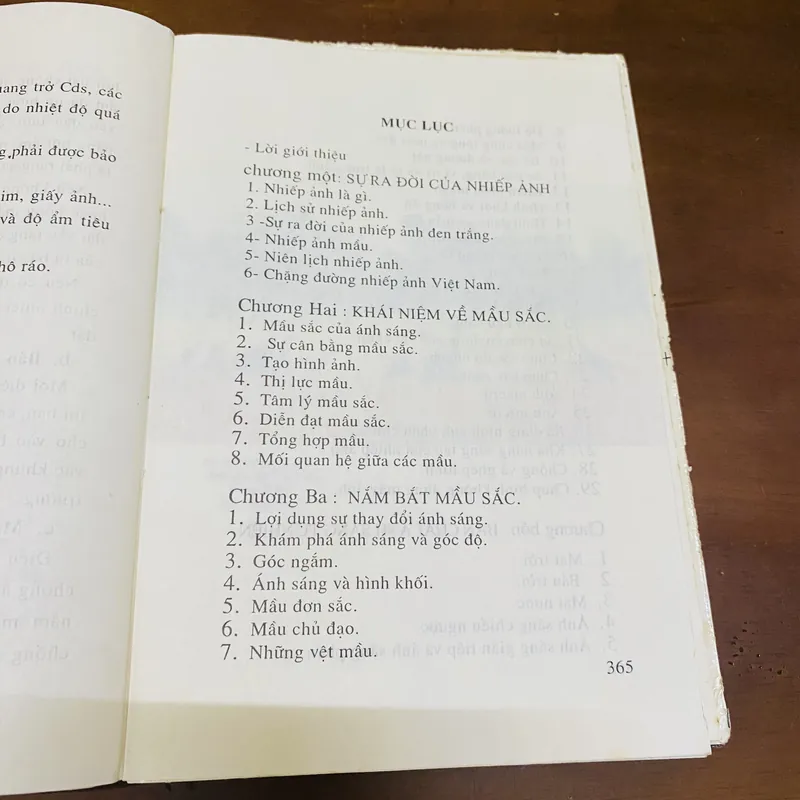 uang trở Cds, các
do nhiệt độ quá
phải được bảo
im, giấy ảnh...
và độ ẩm tiêu
hô ráo.
MỤC LỤC
- Lời giới thiệu
chương một: SỰ RA ĐỜI CỦA NHIẾP ẢNH
1. Nhiếp ảnh là gì.
2. Lịch sử nhiếp ảnh.
3 -Sự ra đời của nhiếp ảnh đen trắng.
4- Nhiếp ảnh mầu.
5- Niên lịch nhiếp ảnh.
6- Chặng đường nhiếp ảnh Việt Nam.
Chương Hai : KHÁI NIỆM VỀ MẦU SẮC.
1. Mầu sắc của ánh sáng.
2. Sự cân bằng mầu sắc.
3. Tạo hình ảnh.
4. Thị lực mầu.
5. Tâm lý mầu sắc.
6. Diễn đạt mầu sắc.
7. Tổng hợp mầu.
8. Mối quan hệ giữa các mầu.
Chương Ba : NẮM BẮT MẦU SẮC.
1. Lợi dụng sự thay đổi ánh sáng.
2. Khám phá ánh sáng và góc độ.
3. Góc ngắm.
4. Ánh sáng và hình khối.
5. Mầu đơn sắc.
6. Mầu chủ đạo.
7. Những vệt mầu.
365